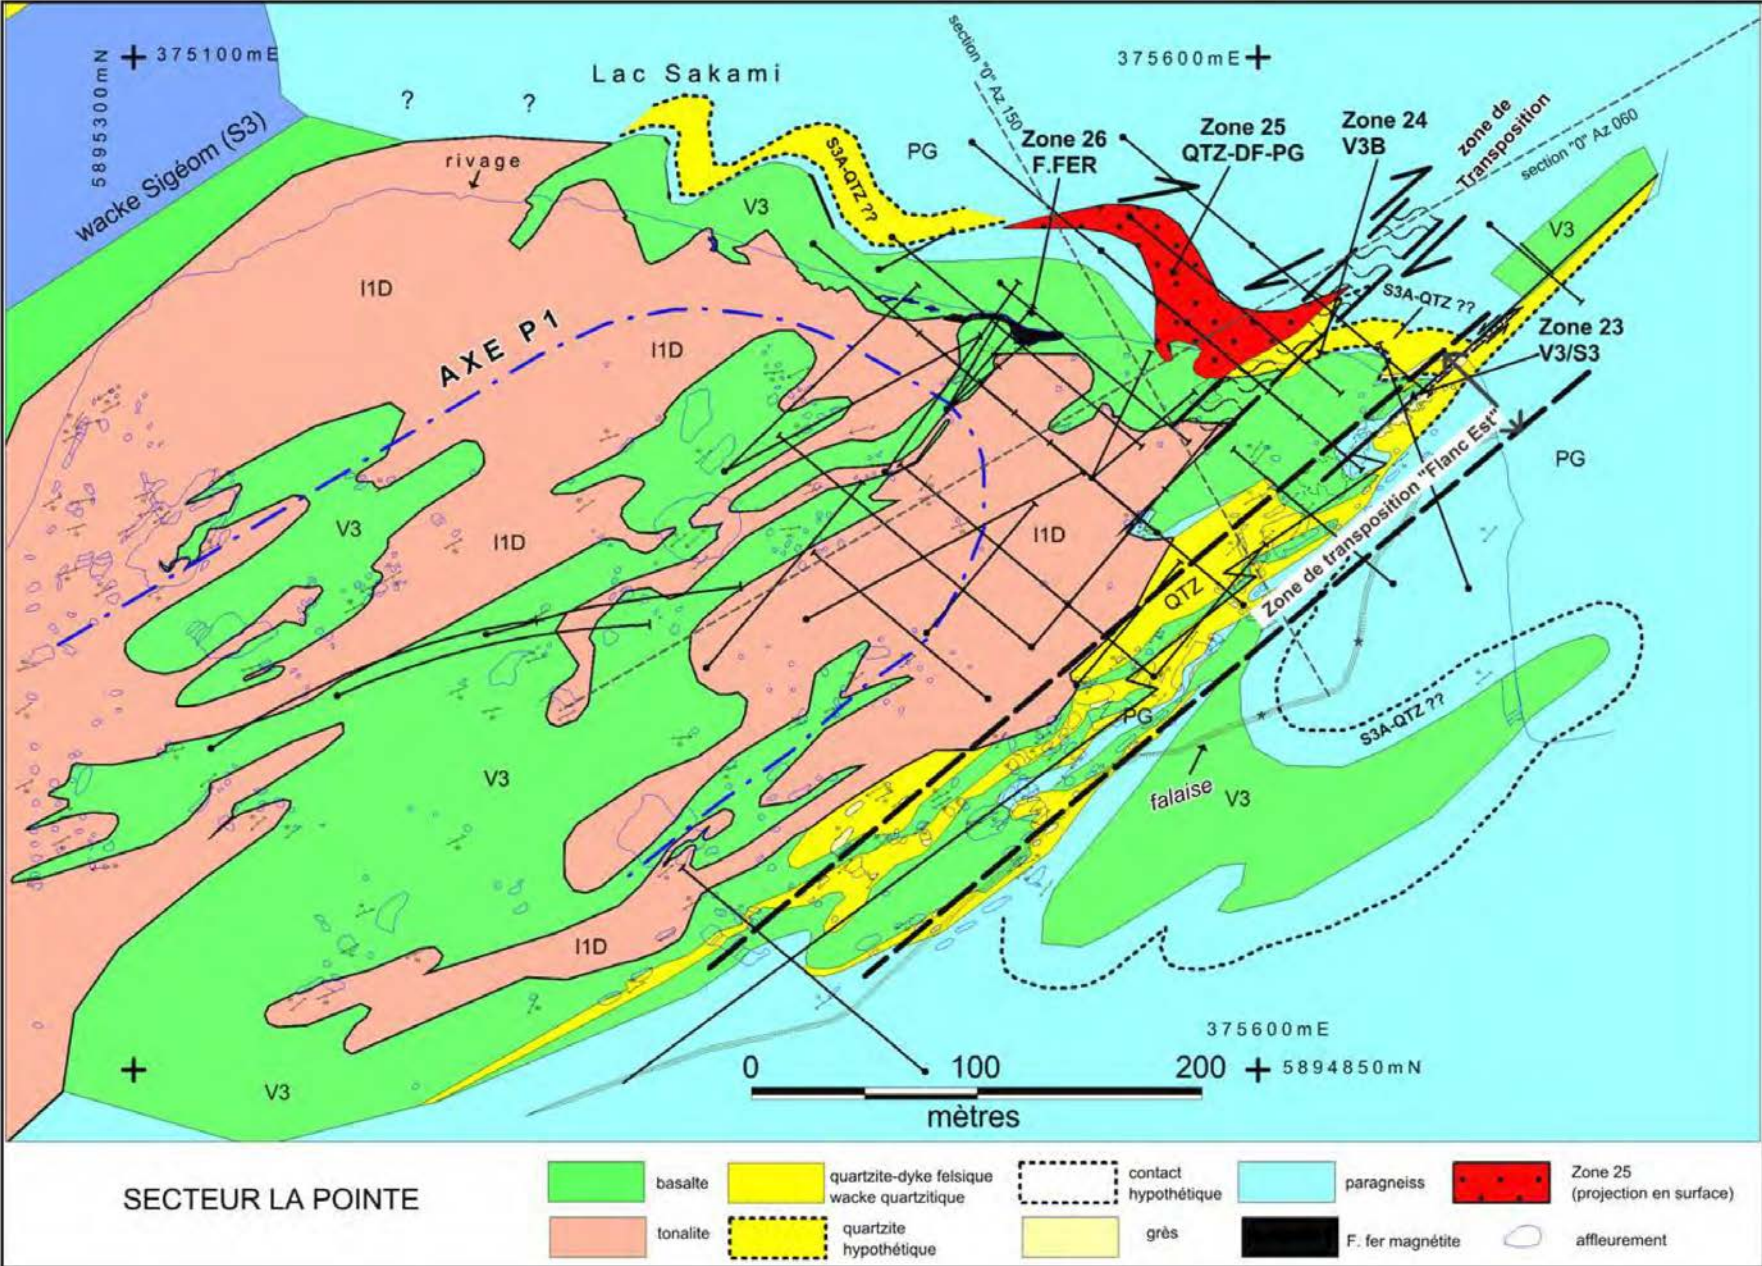 375100mE
5895300mN
Lac Sakami
375600mE
? ?
wacke Sigéom (S3)
rivage
section "0" Az 150
Zone 26
F.FER
Zone 25
QTZ-DF-PG
Zone 24
V3B
zone de
Transposition
section "0" Az 060
PG
S3A-QTZ ??
V3
V3
I1D
AXE P1
I1D
S3A-QTZ ??
Zone 23
V3/S3
PG
V3
I1D
I1D
QTZ
Zone de transposition "Flanc Est"
PG
S3A-QTZ ??
V3
falaise
V3
I1D
V3
375600mE
5894850mN
0 100 200
mètres
SECTEUR LA POINTE
basalte
quartzite-dyke felsique
wacke quartzitique
contact
hypothétique
paragneiss
Zone 25
(projection en surface)
tonalite
quartzite
hypothétique
grès
F. fer magnétite
affleurement